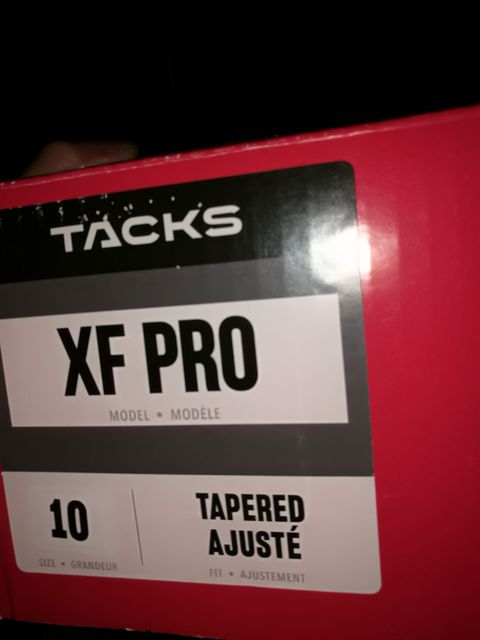 TACKS
XF PRO
MODEL • MODÈLE
10
SIZE • GRANDEUR
TAPERED
AJUSTÉ
FIT • AJUSTEMENT